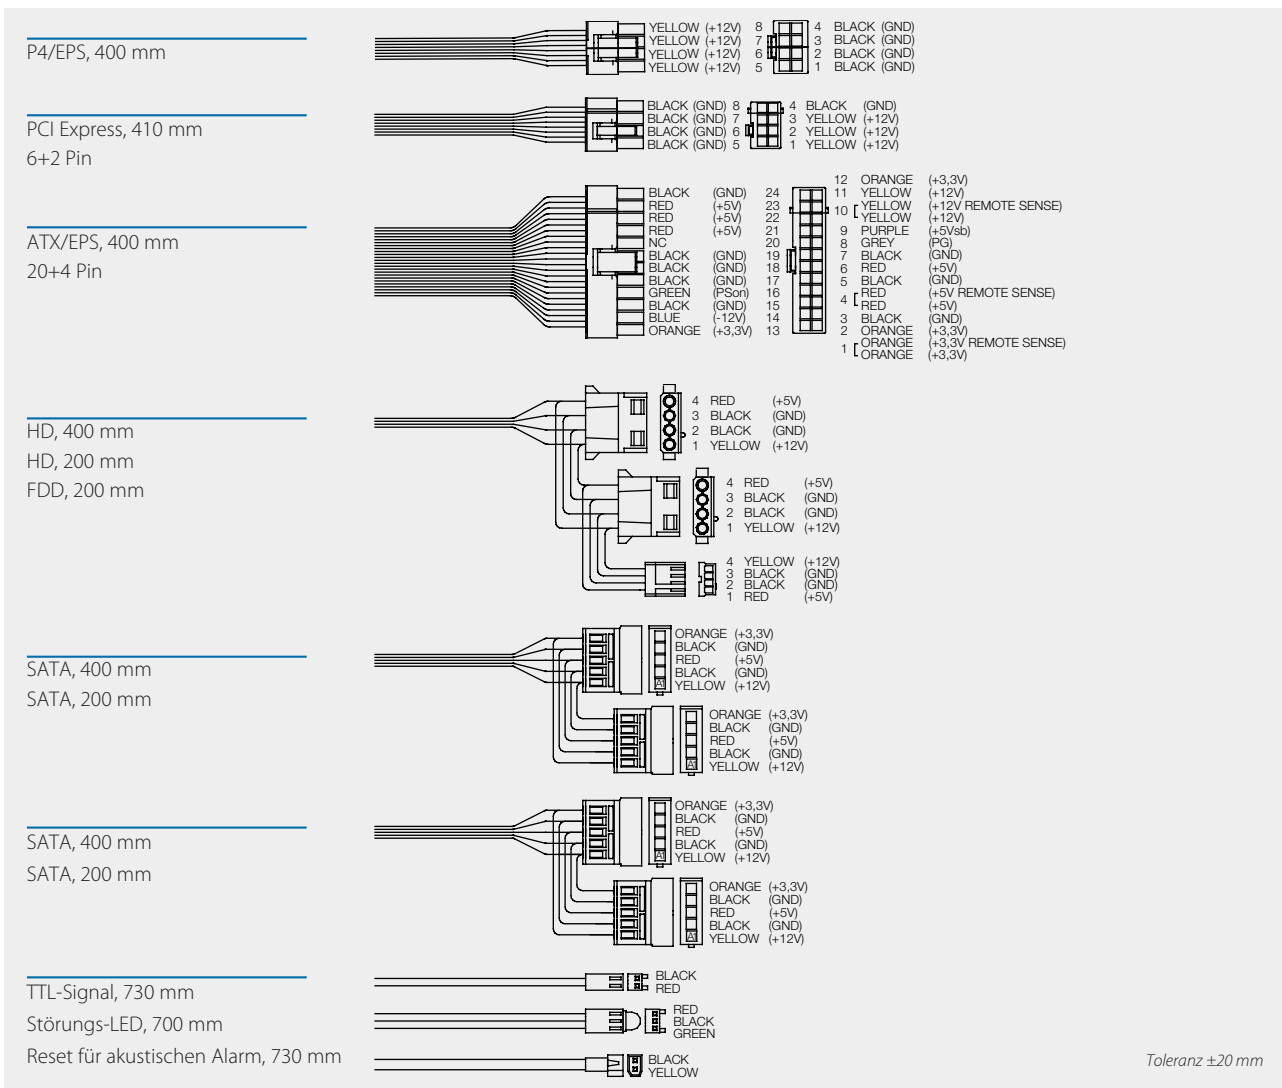 P4/EPS, 400 mm
YELLOW (+12V) 8 4 BLACK (GND)
YELLOW (+12V) 7 3 BLACK (GND)
YELLOW (+12V) 6 2 BLACK (GND)
YELLOW (+12V) 5 1 BLACK (GND)
PCI Express, 410 mm
6+2 Pin
BLACK (GND) 8 4 BLACK (GND)
BLACK (GND) 7 3 YELLOW (+12V)
BLACK (GND) 6 2 YELLOW (+12V)
BLACK (GND) 5 1 YELLOW (+12V)
ATX/EPS, 400 mm
20+4 Pin
BLACK (GND) 24
RED (+5V) 23
RED (+5V) 22
RED (+5V) 21
NC 20
BLACK (GND) 19
BLACK (GND) 18
BLACK (GND) 17
GREEN (PSon) 16
BLACK (GND) 15
BLUE (-12V) 14
ORANGE (+3,3V) 13
12 ORANGE (+3,3V)
11 YELLOW (+12V)
10 YELLOW (+12V REMOTE SENSE)
YELLOW (+12V)
9 PURPLE (+5Vsb)
8 GREY (PG)
7 BLACK (GND)
6 RED (+5V)
5 BLACK (GND)
4 RED (+5V REMOTE SENSE)
RED (+5V)
3 BLACK (GND)
2 ORANGE (+3,3V)
1 ORANGE (+3,3V REMOTE SENSE)
ORANGE (+3,3V)
HD, 400 mm
HD, 200 mm
FDD, 200 mm
4 RED (+5V)
3 BLACK (GND)
2 BLACK (GND)
1 YELLOW (+12V)
4 RED (+5V)
3 BLACK (GND)
2 BLACK (GND)
1 YELLOW (+12V)
4 YELLOW (+12V)
3 BLACK (GND)
2 BLACK (GND)
1 RED (+5V)
SATA, 400 mm
SATA, 200 mm
ORANGE (+3,3V)
BLACK (GND)
RED (+5V)
BLACK (GND)
A1 YELLOW (+12V)
ORANGE (+3,3V)
BLACK (GND)
RED (+5V)
BLACK (GND)
A1 YELLOW (+12V)
SATA, 400 mm
SATA, 200 mm
ORANGE (+3,3V)
BLACK (GND)
RED (+5V)
BLACK (GND)
A1 YELLOW (+12V)
ORANGE (+3,3V)
BLACK (GND)
RED (+5V)
BLACK (GND)
A1 YELLOW (+12V)
TTL-Signal, 730 mm
Störungs-LED, 700 mm
Reset für akustischen Alarm, 730 mm
BLACK
RED
RED
BLACK
GREEN
BLACK
YELLOW
Toleranz ±20 mm